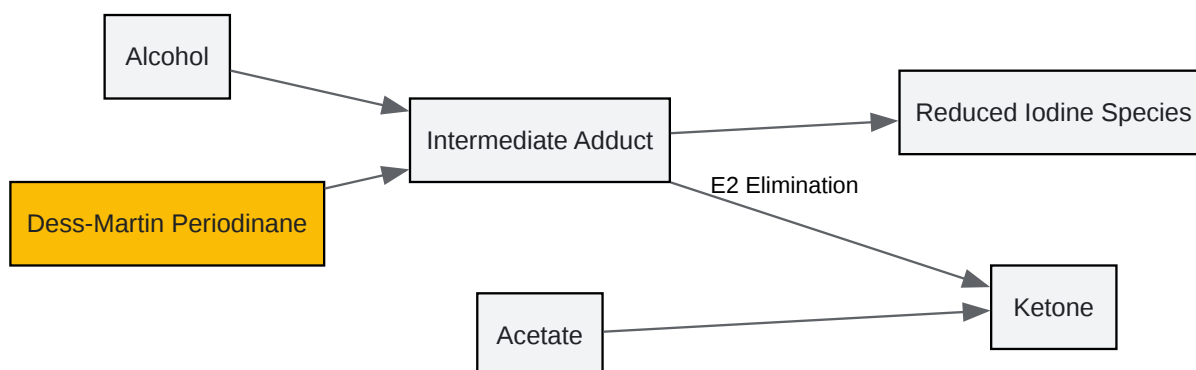 Alcohol
Reduced Iodine Species
Intermediate Adduct
E2 Elimination
Dess-Martin Periodinane
Ketone
Acetate